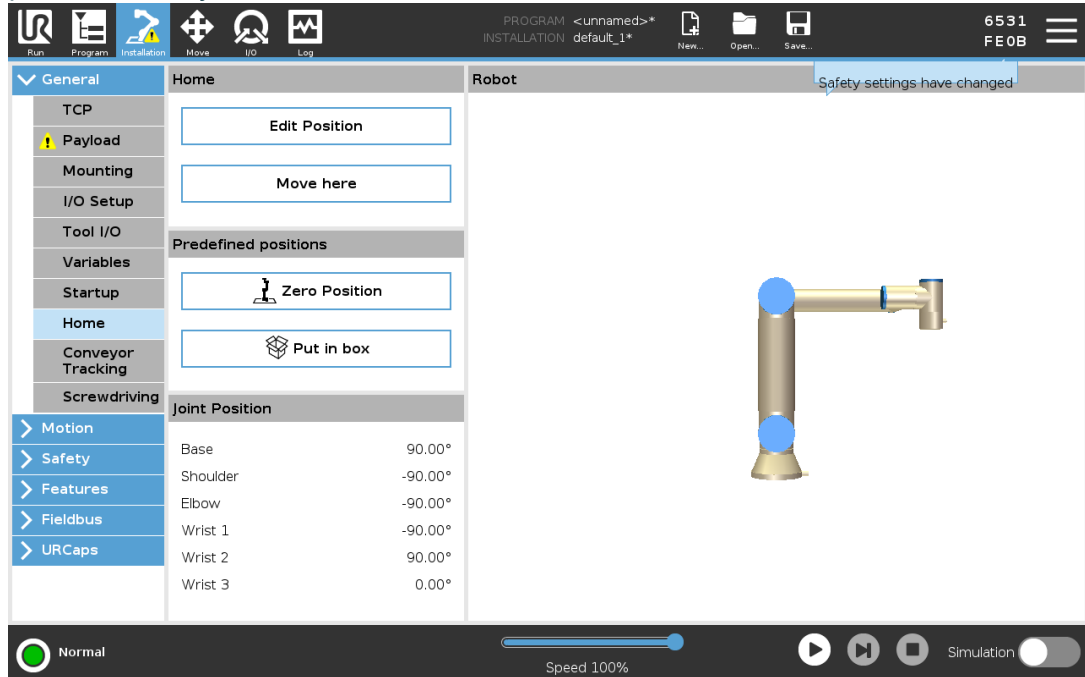 PROGRAM <unnamed>*
INSTALLATION default_1*
6531
FE0B
UR
Run
Program
Installation
Move
I/O
Log
New...
Open...
Save...
Safety settings have changed
General
TCP
Payload
Mounting
I/O Setup
Tool I/O
Variables
Startup
Home
Conveyor
Tracking
Screwdriving
Motion
Safety
Features
Fieldbus
URCaps
Home
Edit Position
Move here
Predefined positions
Zero Position
Put in box
Joint Position
Base 90.00°
Shoulder -90.00°
Elbow -90.00°
Wrist 1 -90.00°
Wrist 2 90.00°
Wrist 3 0.00°
Robot
Normal
Speed 100%
Simulation